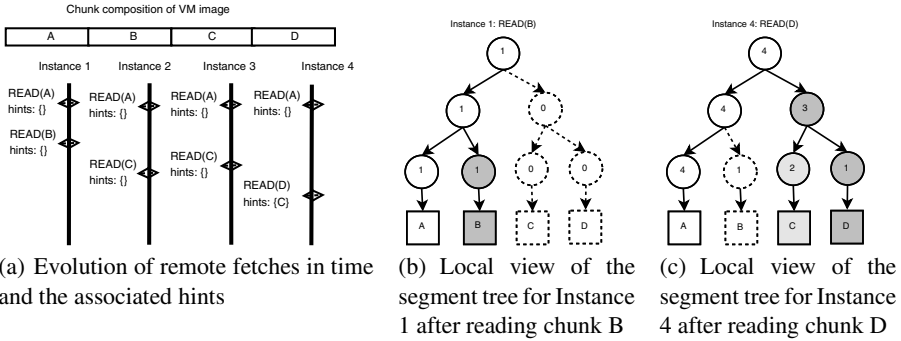 Chunk composition of VM image
A B C D
Instance 1 Instance 2 Instance 3 Instance 4
READ(A) READ(A) READ(A) READ(A)
hints: {} hints: {} hints: {} hints: {}
READ(B)
hints: {}
READ(C) READ(C)
hints: {} hints: {}
READ(D)
hints: {C}
(a) Evolution of remote fetches in time
and the associated hints
Instance 1: READ(B)
1
1 0
1 1 0 0
A B C D
(b) Local view of the
segment tree for Instance
1 after reading chunk B
Instance 4: READ(D)
4
4 3
4 1 2 1
A B C D
(c) Local view of the
segment tree for Instance
4 after reading chunk D